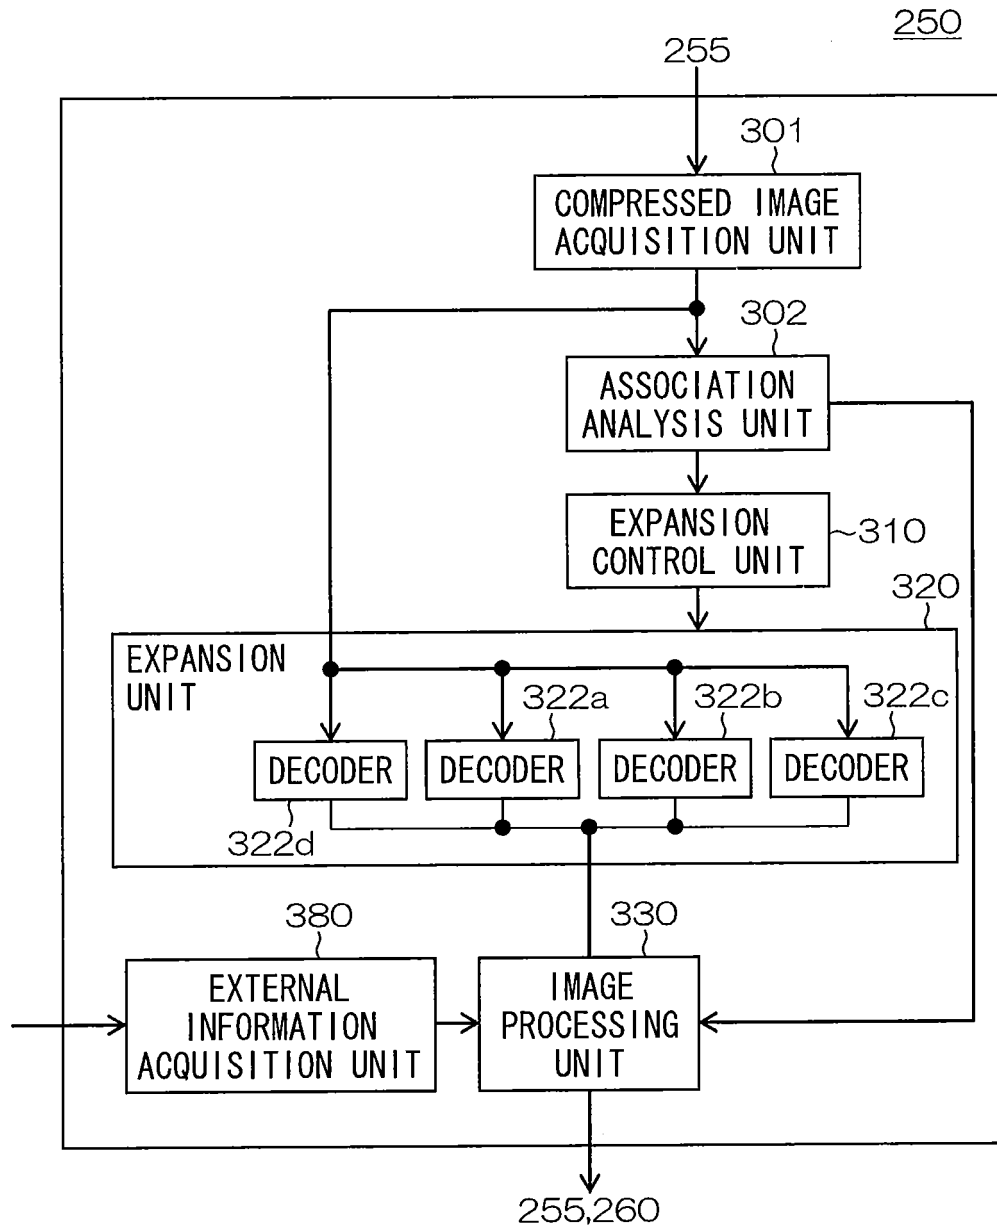 250
255
301
COMPRESSED IMAGE
ACQUISITION UNIT
302
ASSOCIATION
ANALYSIS UNIT
EXPANSION
CONTROL UNIT
310
320
EXPANSION
UNIT
322a
322b
322c
DECODER
DECODER
DECODER
DECODER
322d
380
330
EXTERNAL
INFORMATION
ACQUISITION UNIT
IMAGE
PROCESSING
UNIT
255,260